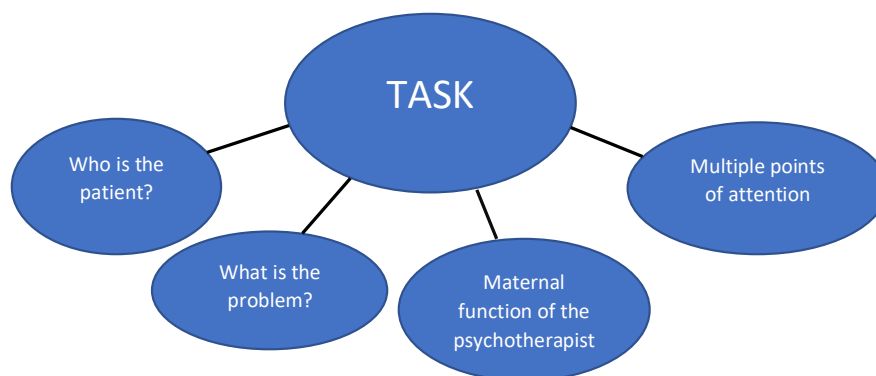 TASK
Who is the
patient?
Multiple points
of attention
What is the
problem?
Maternal
function of the
psychotherapist